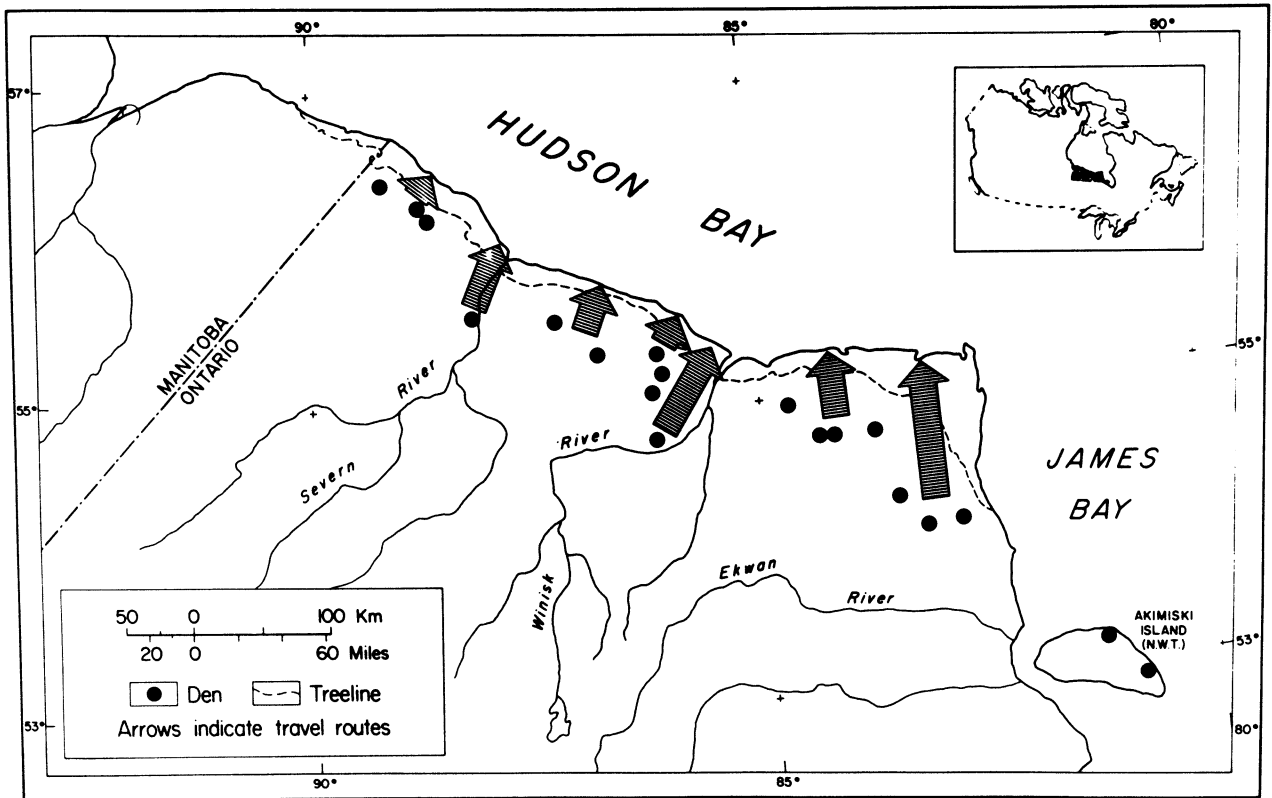 90°
85°
80°
57°
HUDSON
BAY
MANITOBA
ONTARIO
River
55°
55°
Severn
River
JAMES
BAY
Ekwan
River
Winisk
AKIMISKI
ISLAND
(N.W.T.)
53°
50 0 100 Km
20 0 60 Miles
Den Treeline
Arrows indicate travel routes
53°
80°
90°
85°